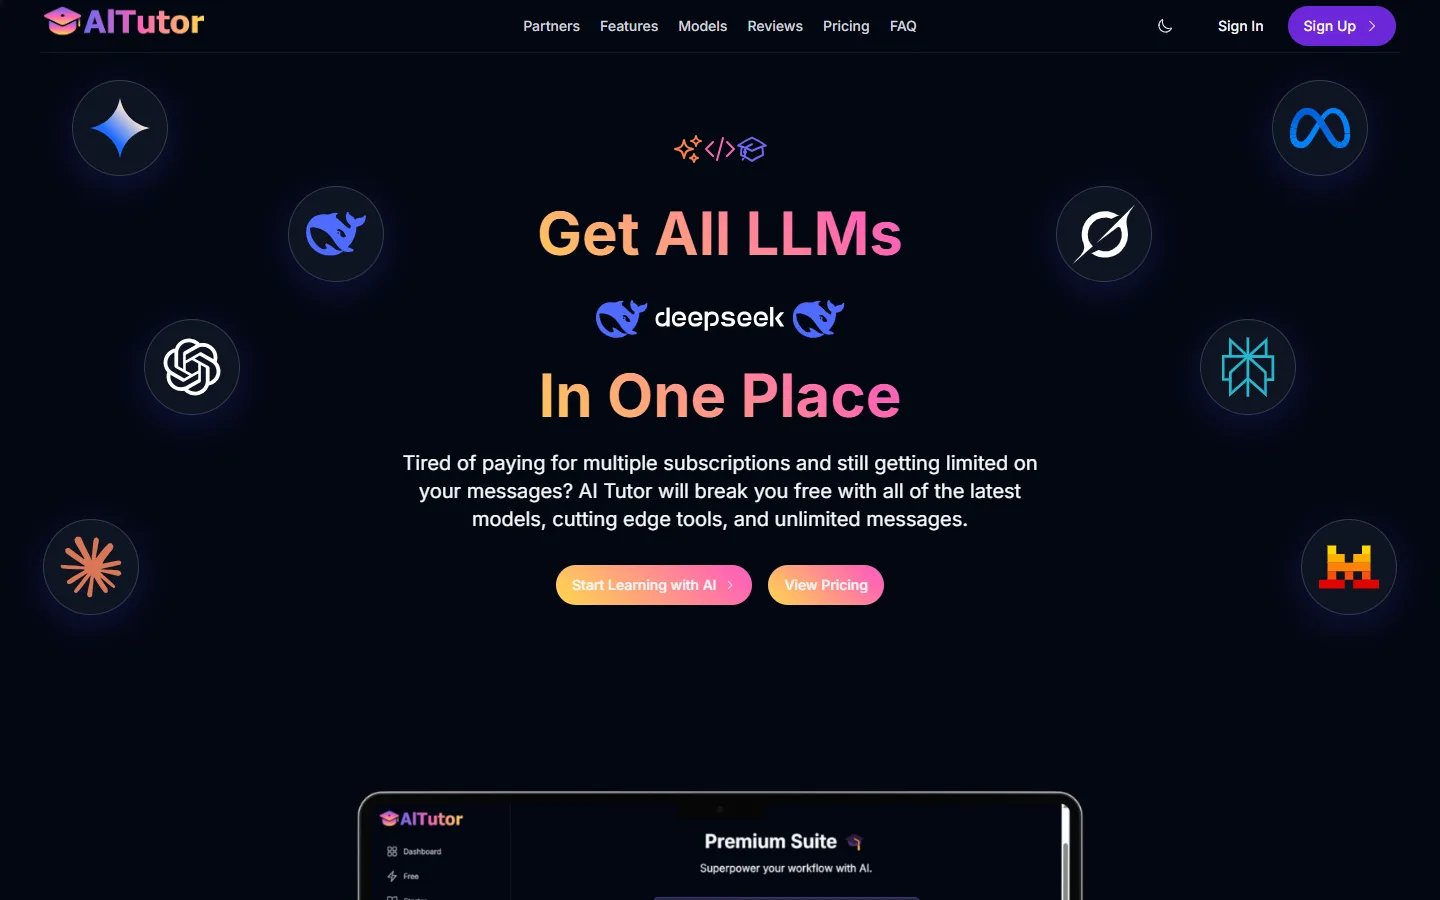 AITutor
Partners
Features
Models
Reviews
Pricing
FAQ
Sign In
Sign Up
Get All LLMs
deepseek
In One Place
Tired of paying for multiple subscriptions and still getting limited on
your messages? AI Tutor will break you free with all of the latest
models, cutting edge tools, and unlimited messages.
Start Learning with AI
View Pricing
AITutor
Premium Suite
Superpower your workflow with AI.
Dashboard
Free